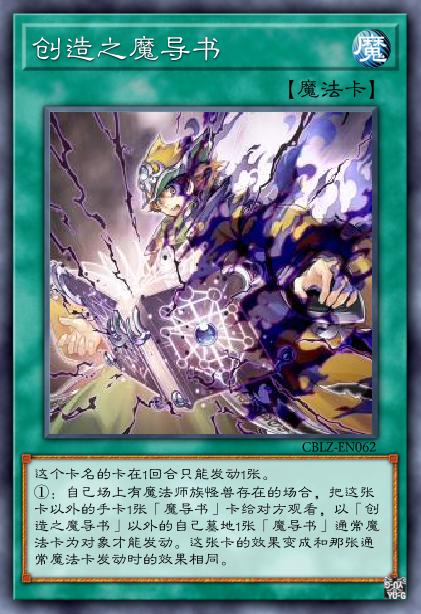 创造之魔导书
魔
【魔法卡】
CBLZ-EN062
这个卡名的卡在1回合只能发动1张。
①：自己场上有魔法师族怪兽存在的场合，把这张
卡以外的手卡1张「魔导书」卡给对方观看，以「创
造之魔导书」以外的自己墓地1张「魔导书」通常魔
法卡为对象才能发动。这张卡的效果变成和那张通
常魔法卡发动时的效果相同。